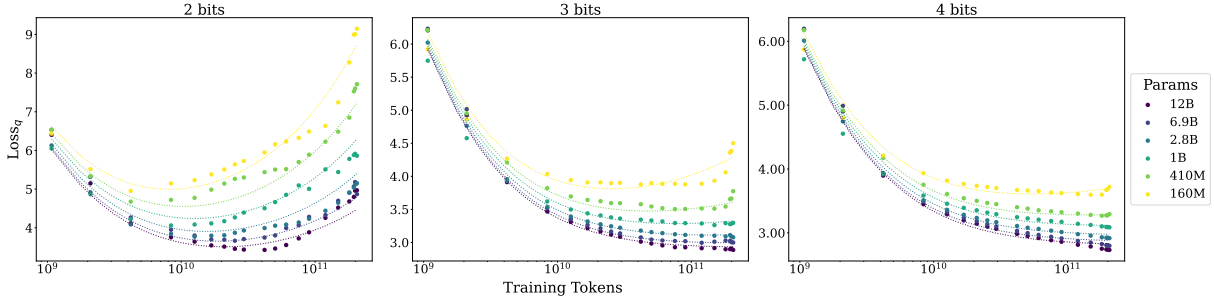 2 bits
3 bits
4 bits
Loss_q
9
8
7
6
5
4
10^9
10^10
10^11
6.0
5.5
5.0
4.5
4.0
3.5
3.0
10^9
10^10
10^11
6.00
5.00
4.00
3.00
10^9
10^10
10^11
Training Tokens
Params
12B
6.9B
2.8B
1B
410M
160M